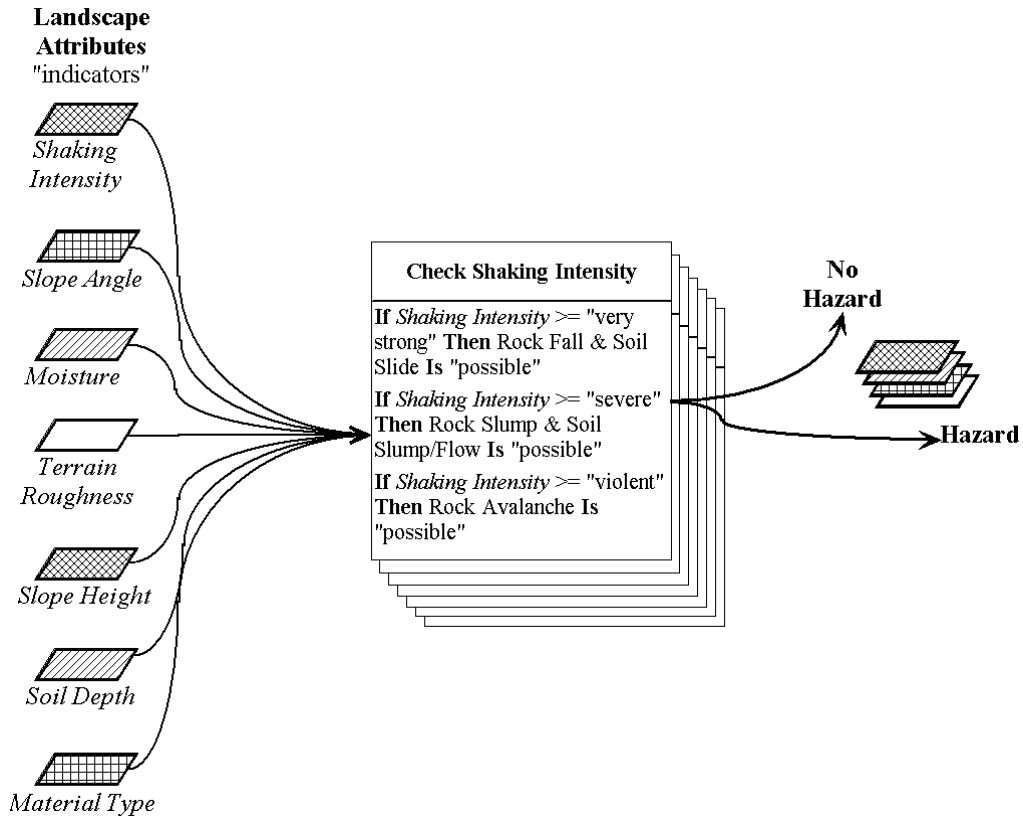 Landscape
Attributes
"indicators"
Shaking
Intensity
Slope Angle
Moisture
Terrain
Roughness
Slope Height
Soil Depth
Material Type
Check Shaking Intensity
If Shaking Intensity >= "very
strong" Then Rock Fall & Soil
Slide Is "possible"
If Shaking Intensity >= "severe"
Then Rock Slump & Soil
Slump/Flow Is "possible"
If Shaking Intensity >= "violent"
Then Rock Avalanche Is
"possible"
No
Hazard
Hazard